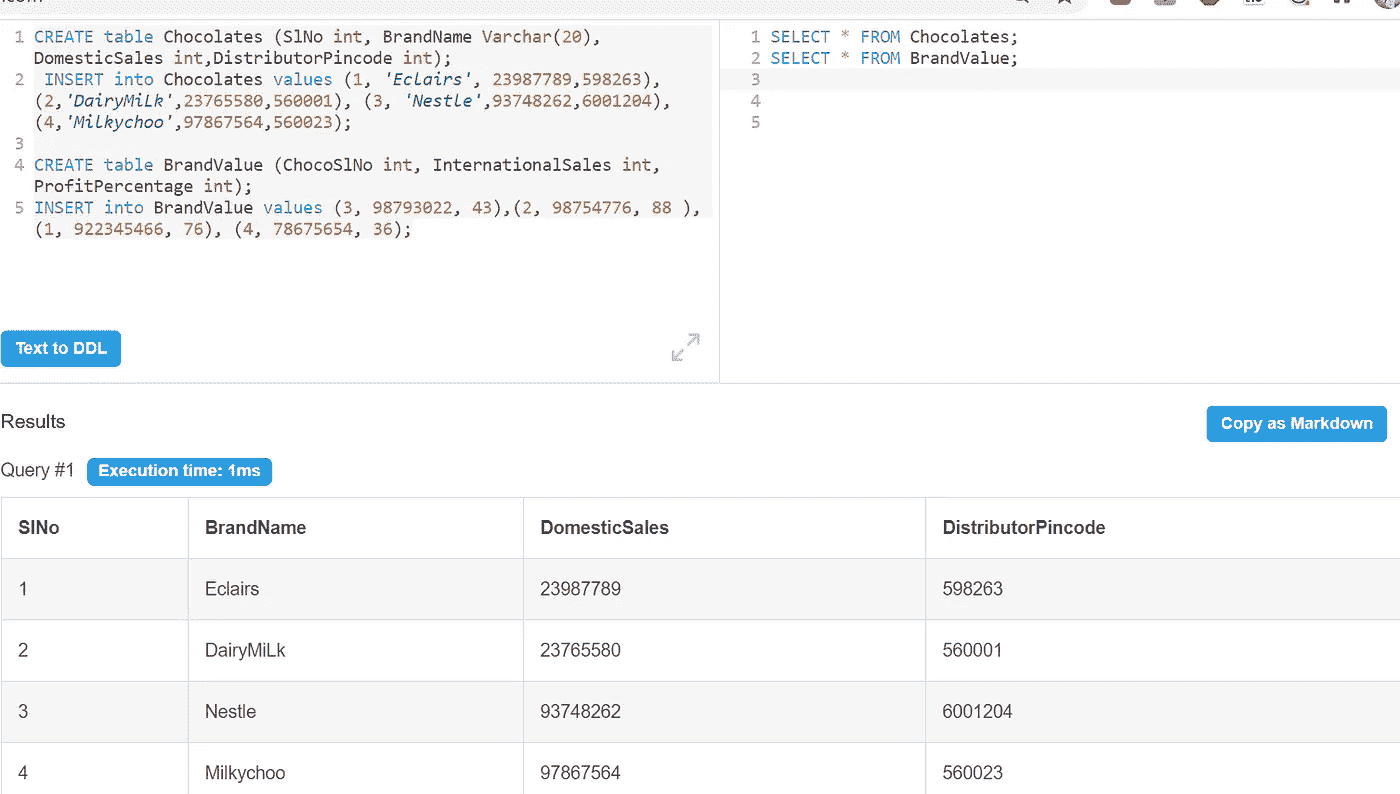 1 CREATE table Chocolates (SlNo int, BrandName Varchar(20),
DomesticSales int,DistributorPincode int);
2 INSERT into Chocolates values (1, 'Eclairs', 23987789,598263),
(2,'DairyMiLk',23765580,560001), (3, 'Nestle',93748262,6001204),
(4,'Milkychoo',97867564,560023);
3
4 CREATE table BrandValue (ChocoSlNo int, InternationalSales int,
ProfitPercentage int);
5 INSERT into BrandValue values (3, 98793022, 43),(2, 98754776, 88 ),
(1, 922345466, 76), (4, 78675654, 36);
1 SELECT * FROM Chocolates;
2 SELECT * FROM BrandValue;
3
4
5
Text to DDL
Results
Copy as Markdown
Query #1 Execution time: 1ms
SlNo BrandName DomesticSales DistributorPincode
1 Eclairs 23987789 598263
2 DairyMiLk 23765580 560001
3 Nestle 93748262 6001204
4 Milkychoo 97867564 560023